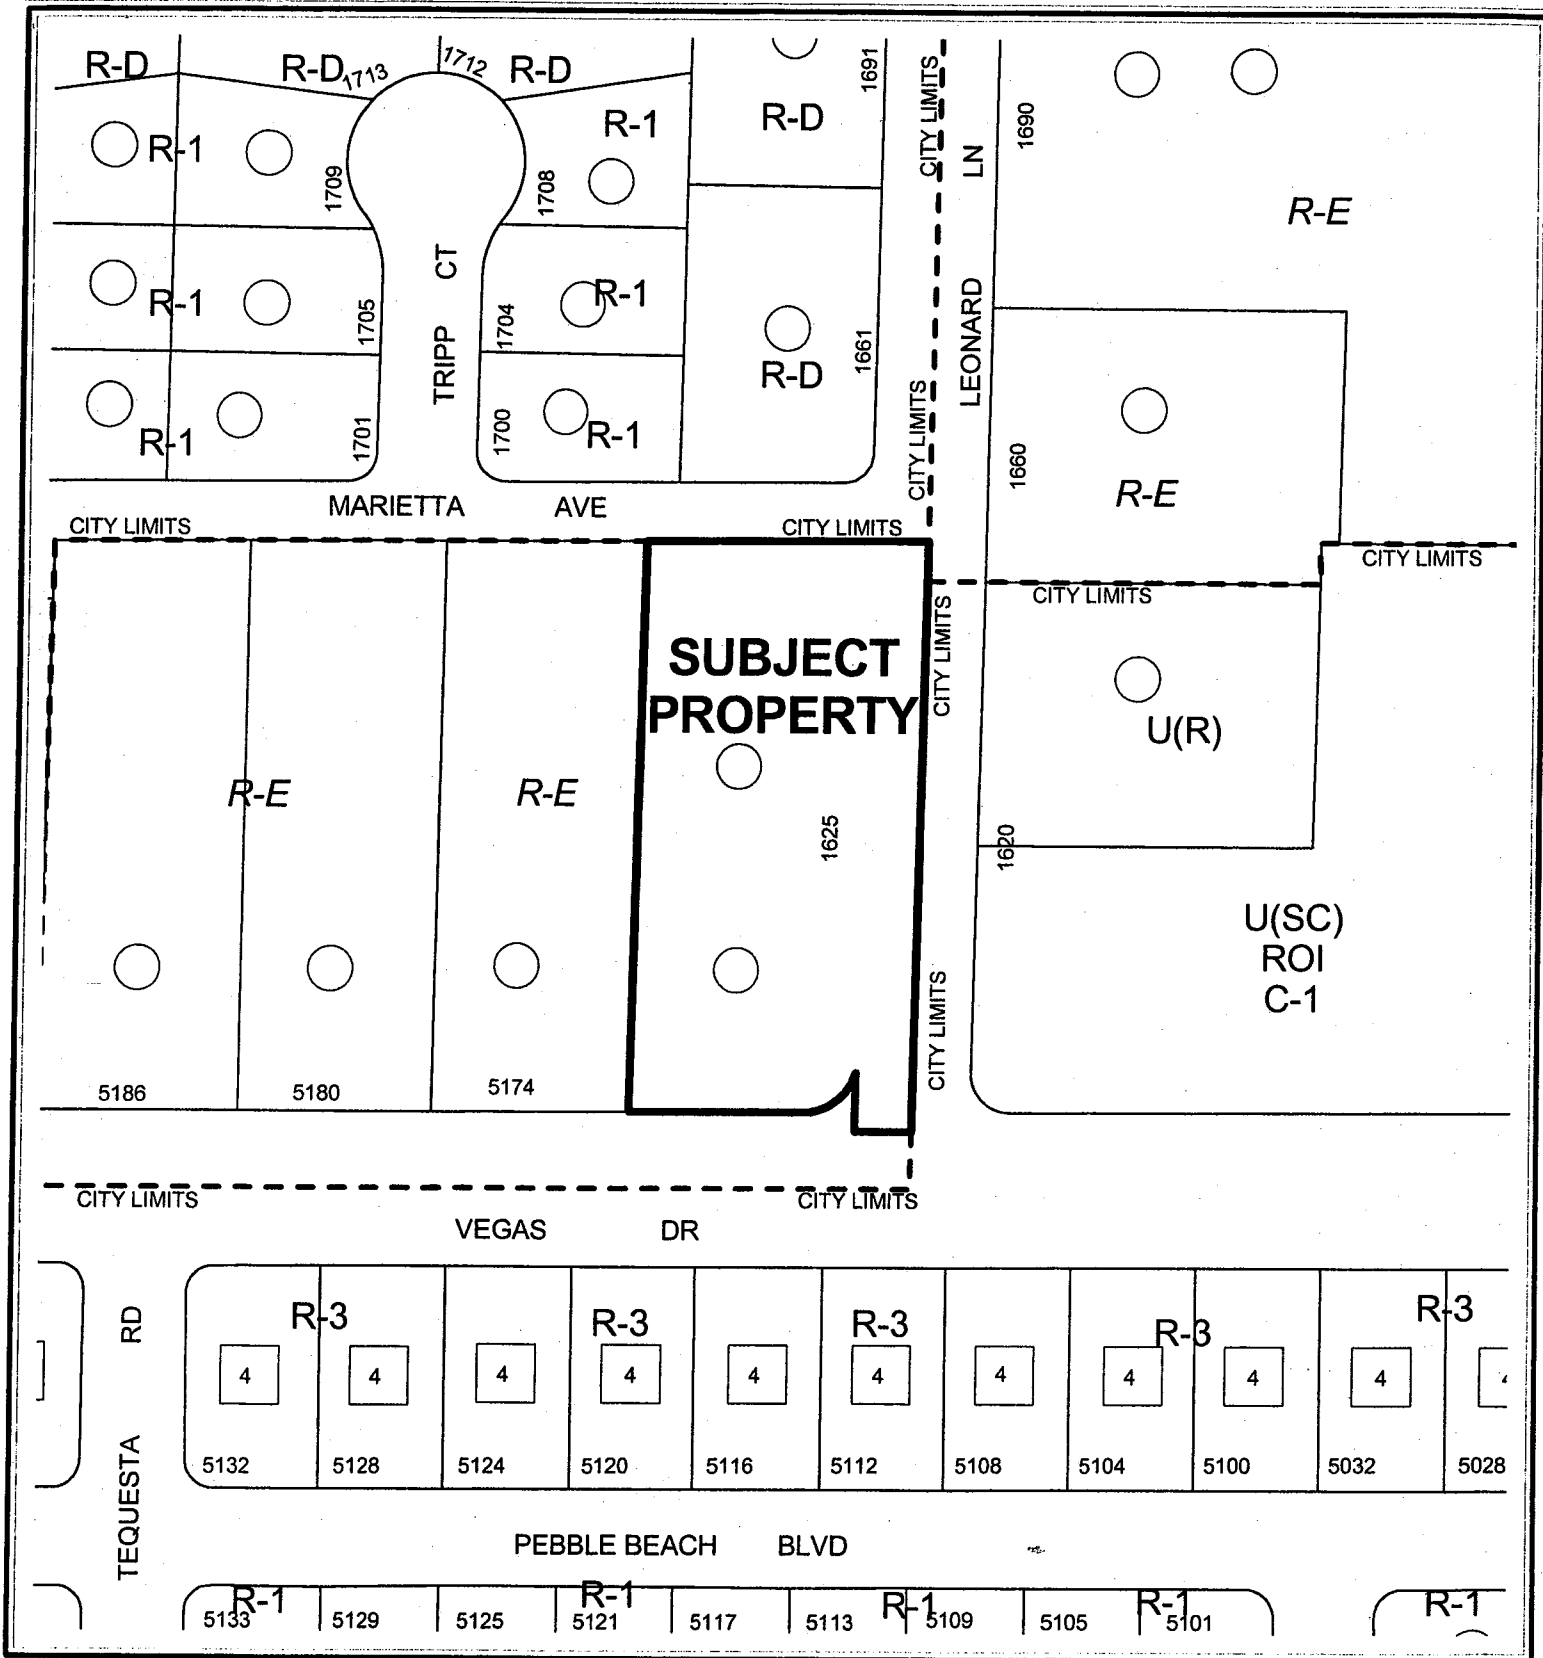 R-D
R-D
1713
1712
R-D
R-D
1691
CITY LIMITS
LN
1690
R-E
R-1
1709
1708
R-1
R-1
1705
TRIPP CT
1704
R-1
R-D
1661
LEONARD
R-1
1701
1700
R-1
CITY LIMITS
1660
R-E
MARIETTA AVE
CITY LIMITS
CITY LIMITS
CITY LIMITS
CITY LIMITS
CITY LIMITS
SUBJECT
PROPERTY
U(R)
R-E
R-E
1625
1620
U(SC)
ROI
C-1
CITY LIMITS
5186
5180
5174
CITY LIMITS
CITY LIMITS
VEGAS DR
TEQUESTA RD
R-3
R-3
R-3
R-3
R-3
4
4
4
4
4
4
4
4
4
4
5132
5128
5124
5120
5116
5112
5108
5104
5100
5032
5028
PEBBLE BEACH BLVD
R-1
R-1
R-1
R-1
R-1
5133
5129
5125
5121
5117
5113
5109
5105
5101